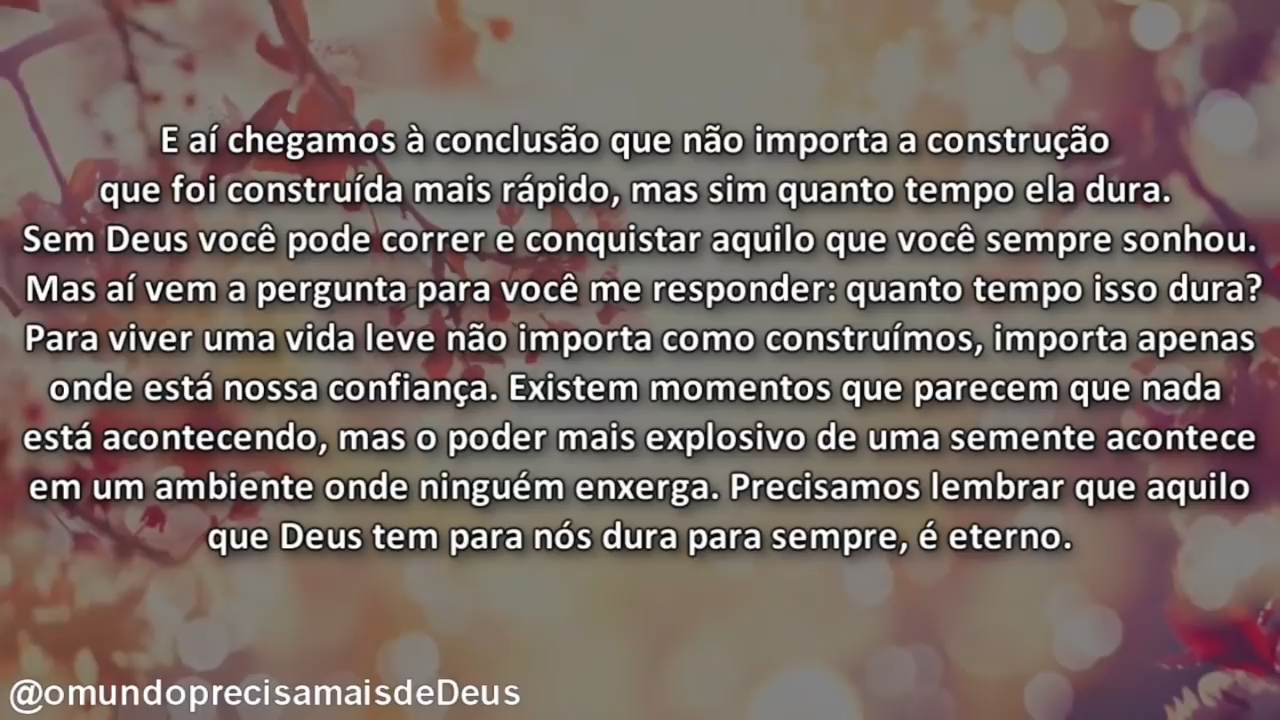 E aí chegamos à conclusão que não importa a construção
que foi construída mais rápido, mas sim quanto tempo ela dura.
Sem Deus você pode correr e conquistar aquilo que você sempre sonhou.
Mas aí vem a pergunta para você me responder: quanto tempo isso dura?
Para viver uma vida leve não importa como construímos, importa apenas
onde está nossa confiança. Existem momentos que parecem que nada
está acontecendo, mas o poder mais explosivo de uma semente acontece
em um ambiente onde ninguém enxerga. Precisamos lembrar que aquilo
que Deus tem para nós dura para sempre, é eterno.
@omundoprecisamaisdeDeus